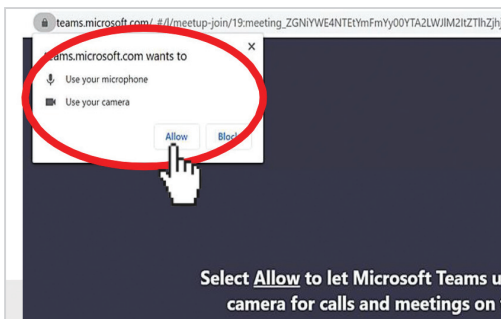 teams.microsoft.com/_#/l/meetup-join/19:meeting_
teams.microsoft.com wants to
Use your microphone
Use your camera
Allow
Block
Select Allow to let Microsoft Teams
camera for calls and meetings on